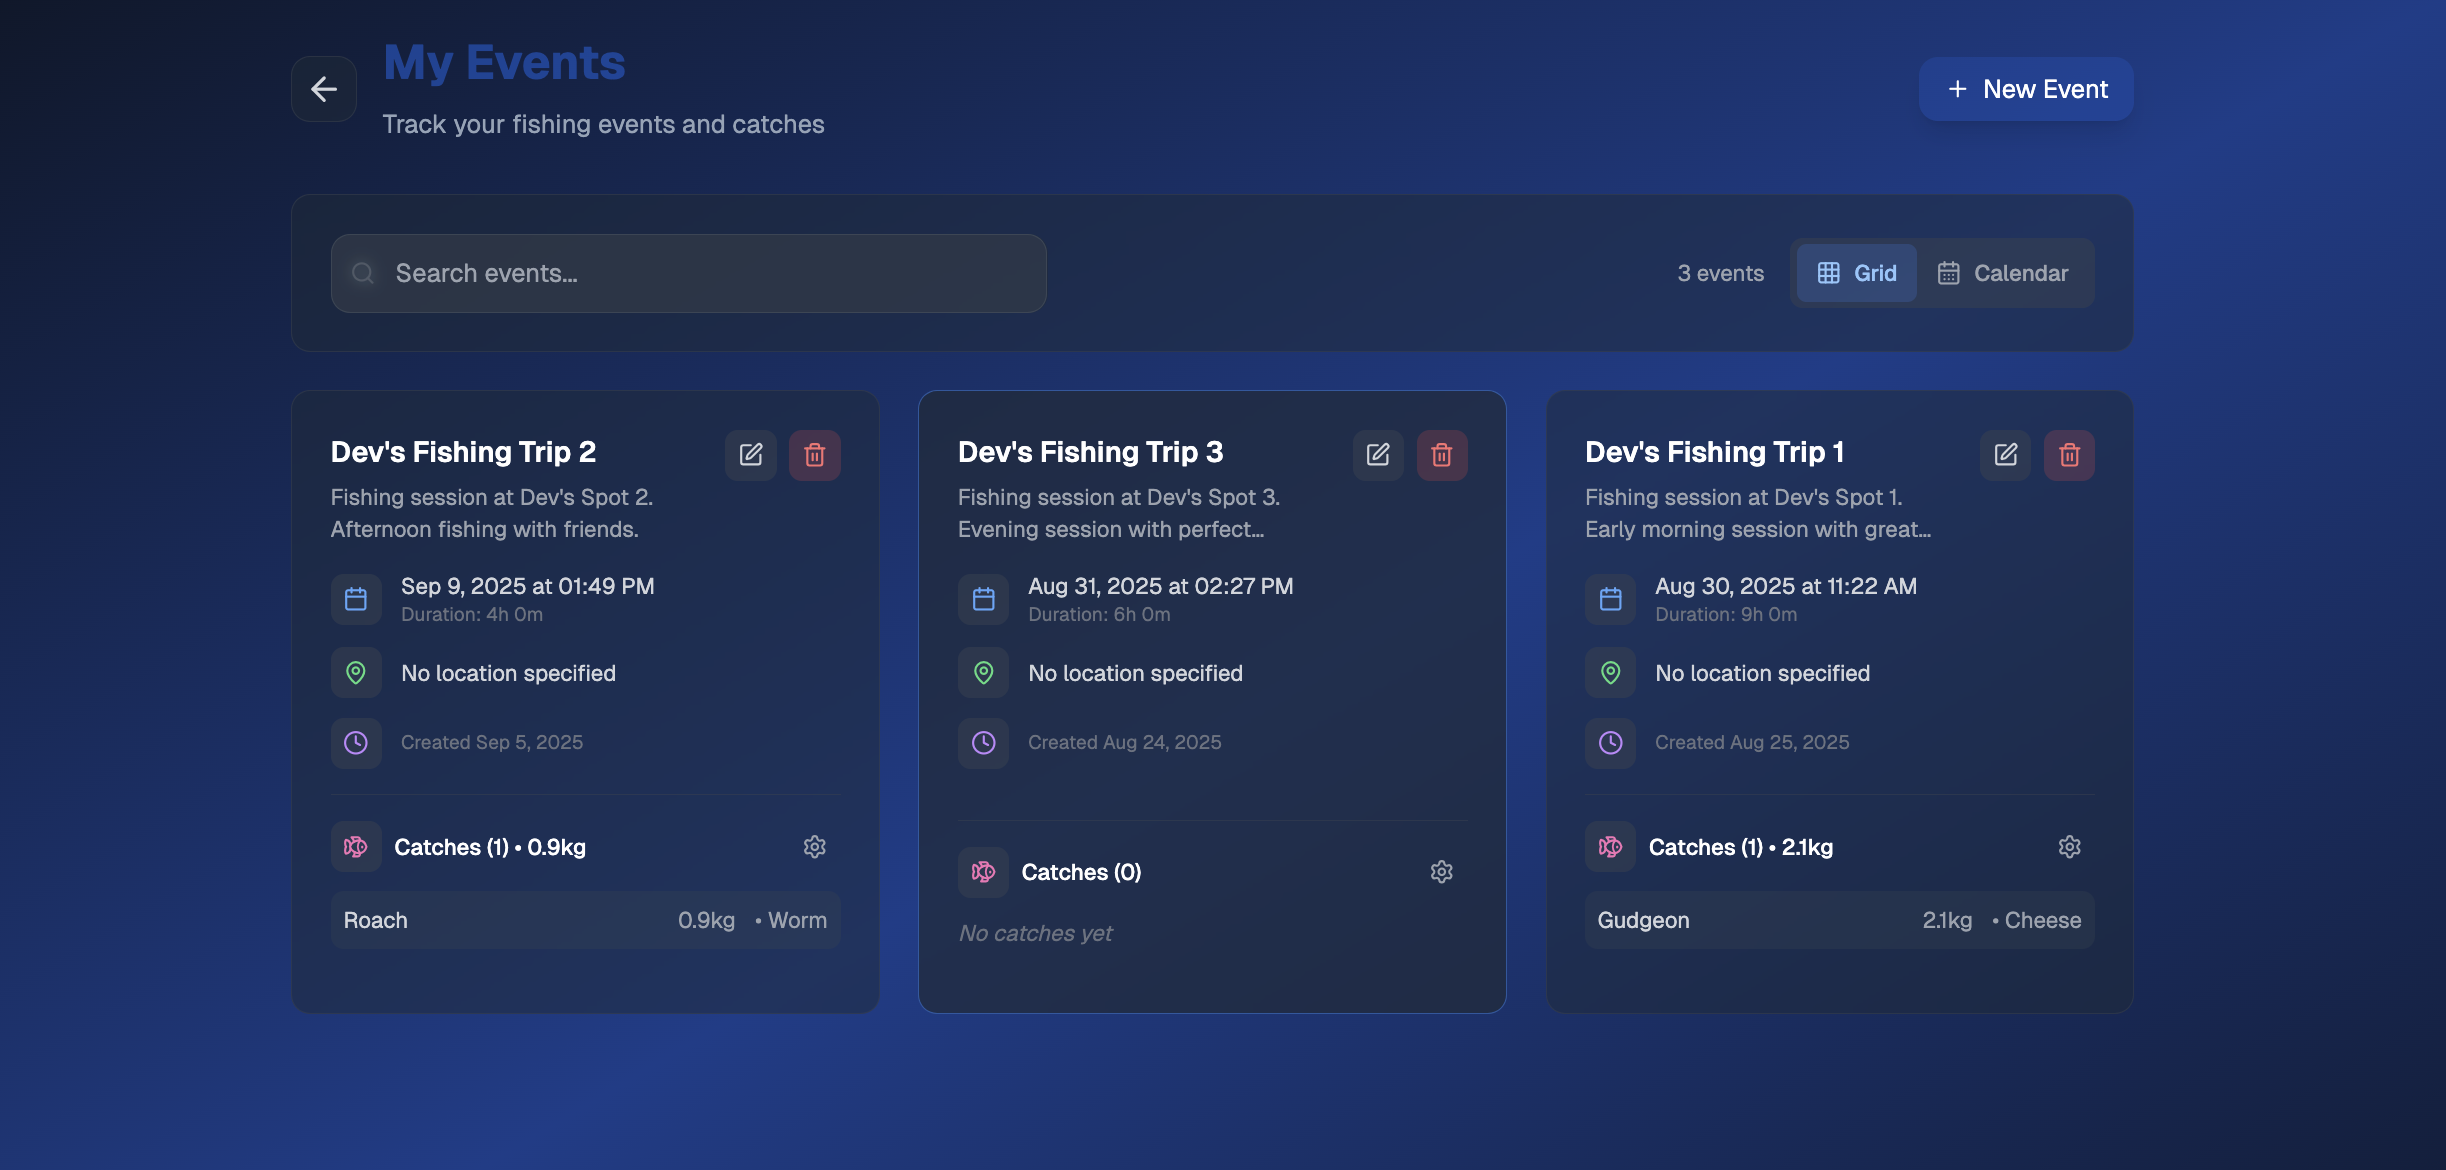 My Events
Track your fishing events and catches
New Event
Search events...
3 events
Grid
Calendar
Dev's Fishing Trip 2
Fishing session at Dev's Spot 2.
Afternoon fishing with friends.
Sep 9, 2025 at 01:49 PM
Duration: 4h 0m
No location specified
Created Sep 5, 2025
Catches (1) • 0.9kg
Roach 0.9kg • Worm
Dev's Fishing Trip 3
Fishing session at Dev's Spot 3.
Evening session with perfect...
Aug 31, 2025 at 02:27 PM
Duration: 6h 0m
No location specified
Created Aug 24, 2025
Catches (0)
No catches yet
Dev's Fishing Trip 1
Fishing session at Dev's Spot 1.
Early morning session with great...
Aug 30, 2025 at 11:22 AM
Duration: 9h 0m
No location specified
Created Aug 25, 2025
Catches (1) • 2.1kg
Gudgeon 2.1kg • Cheese